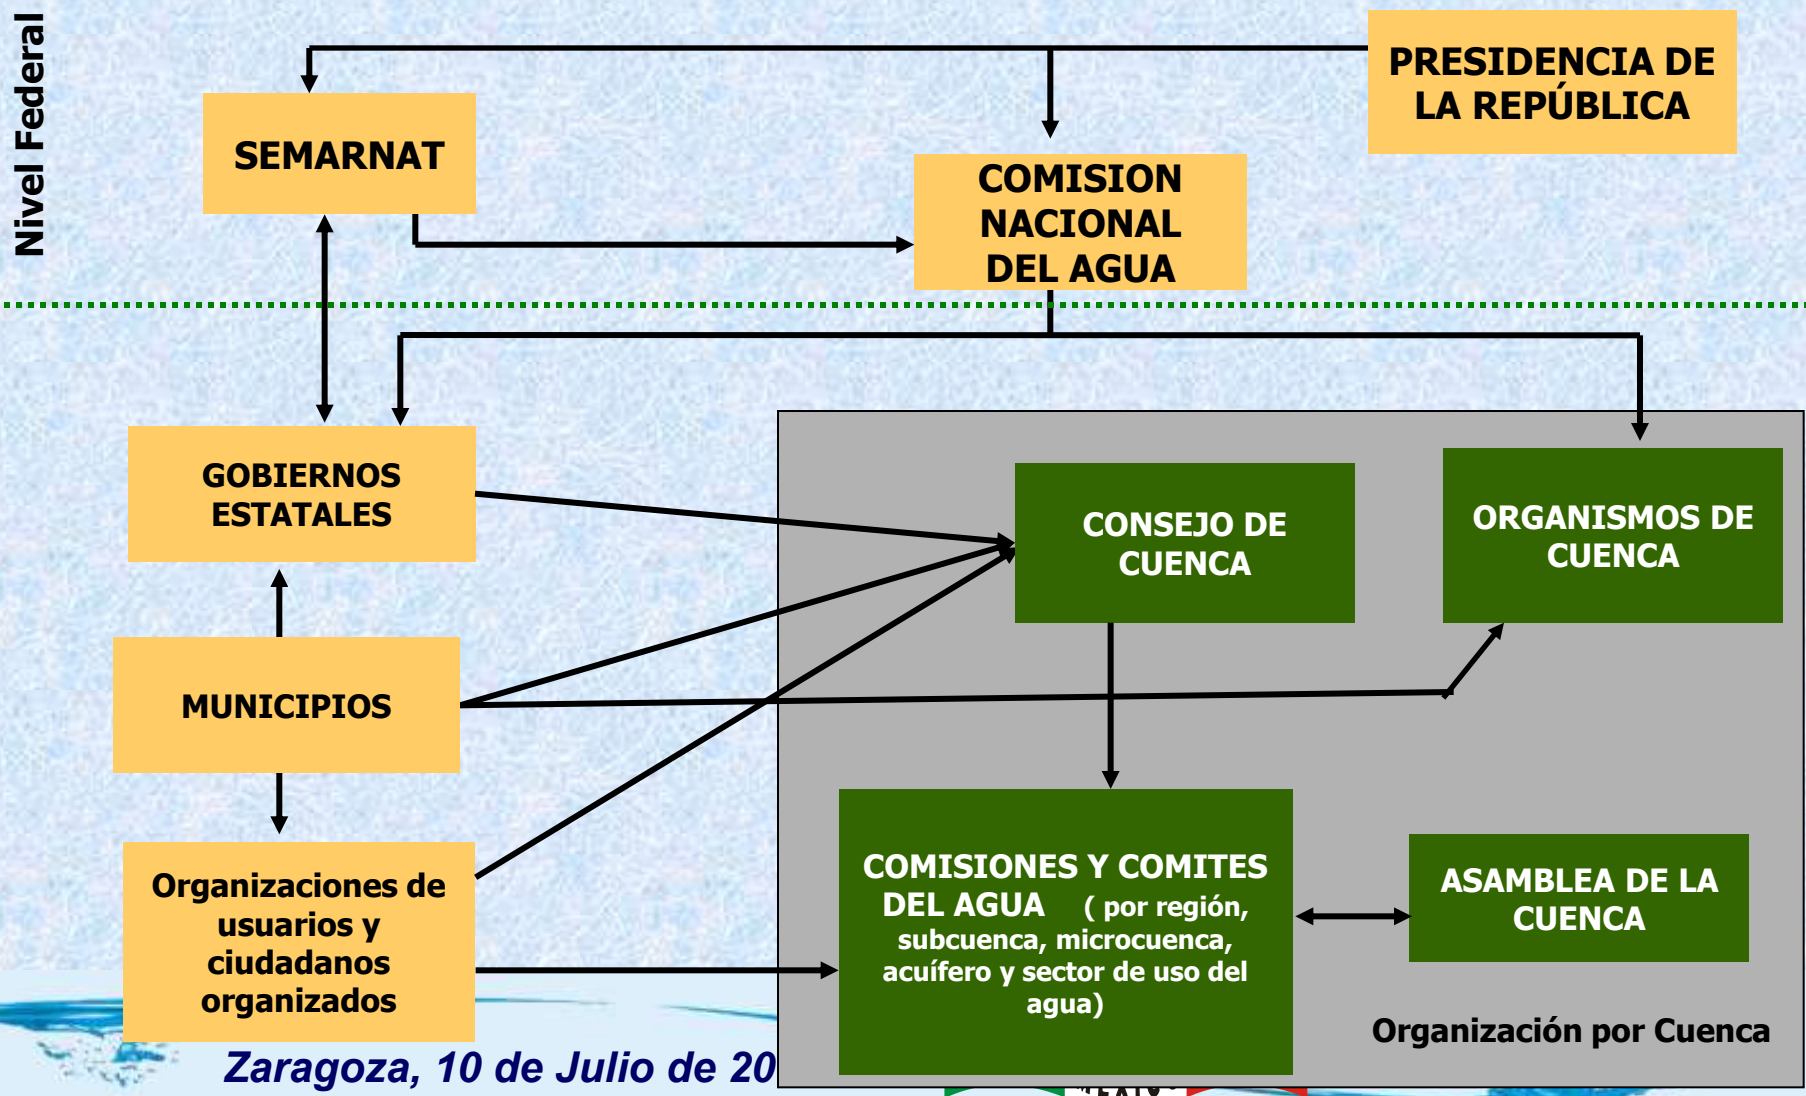 Nivel Federal
PRESIDENCIA DE
LA REPÚBLICA
SEMARNAT
COMISION
NACIONAL
DEL AGUA
GOBIERNOS
ESTATALES
CONSEJO DE
CUENCA
ORGANISMOS DE
CUENCA
MUNICIPIOS
Organizaciones de
usuarios y
ciudadanos
organizados
COMISIONES Y COMITES
DEL AGUA ( por región,
subcuenca, microcuenca,
acuífero y sector de uso del
agua)
ASAMBLEA DE LA
CUENCA
Organización por Cuenca
Zaragoza, 10 de Julio de 20